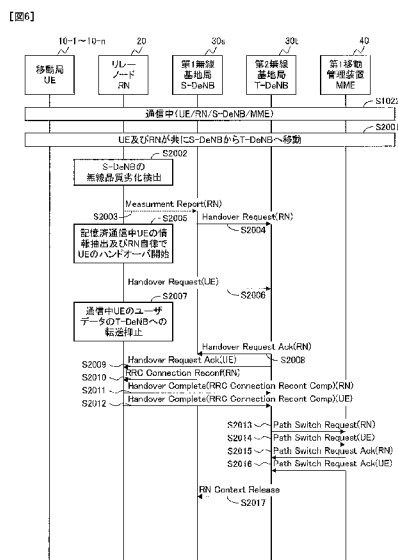 [図6]
10-1〜10-n 20 30s 30t 40
移動局 UE
リレー ノード RN
第1無線 基地局 S-DeNB
第2無線 基地局 T-DeNB
第1移動 管理装置 MME
S1022
通信中(UE/RN/S-DeNB/MME)
S2001
UE及びRNが共にS-DeNBからT-DeNBへ移動
S2002
S-DeNBの
無線品質劣化検出
Measurment Report(RN)
S2003
S2005
Handover Request(RN)
S2004
記憶済通信中UEの情
報抽出及びRN自信で
UEのハンドオーバ開始
Handover Request(UE)
S2006
S2007
通信中UEのユーザ
データのT-DeNBへの
転送抑止
Handover Request Ack(RN)
S2008
Handover Request Ack(UE)
S2009
RRC Connection Reconf(RN)
S2010
Handover Complete(RRC Connection Recont Comp)(RN)
S2011
Handover Complete(RRC Connection Recont Comp)(UE)
S2012
S2013 Path Switch Request(RN)
S2014 Path Switch Request(UE)
S2015 Path Switch Request Ack(RN)
S2016 Path Switch Request Ack(UE)
RN Context Release
S2017